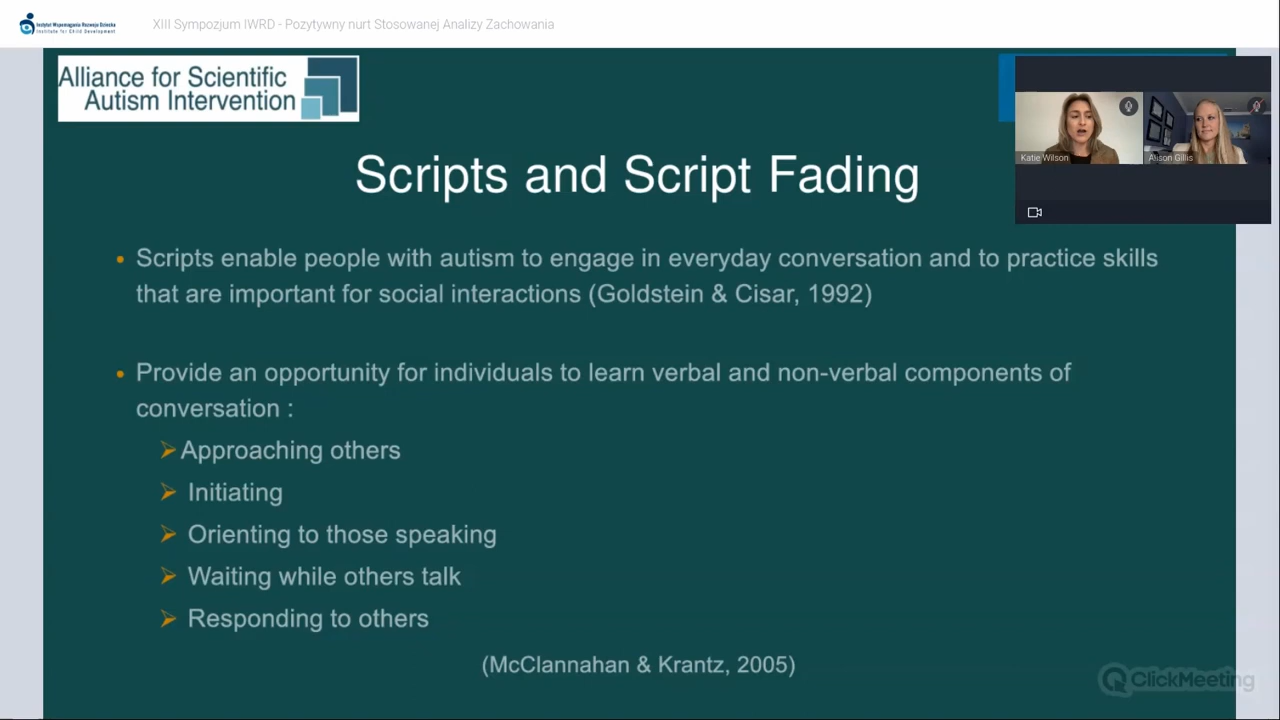 Instytut Wspomagania Rozwoju Dziecka
Institute for Child Development
XIII Sympozjum IWRD - Pozytywny nurt Stosowanej Analizy Zachowania
Alliance for Scientific
Autism Intervention
Katie Wilson
Alison Gillis
Scripts and Script Fading
• Scripts enable people with autism to engage in everyday conversation and to practice skills
that are important for social interactions (Goldstein & Cisar, 1992)
• Provide an opportunity for individuals to learn verbal and non-verbal components of
conversation :
➢ Approaching others
➢ Initiating
➢ Orienting to those speaking
➢ Waiting while others talk
➢ Responding to others
(McClannahan & Krantz, 2005)
ClickMeeting